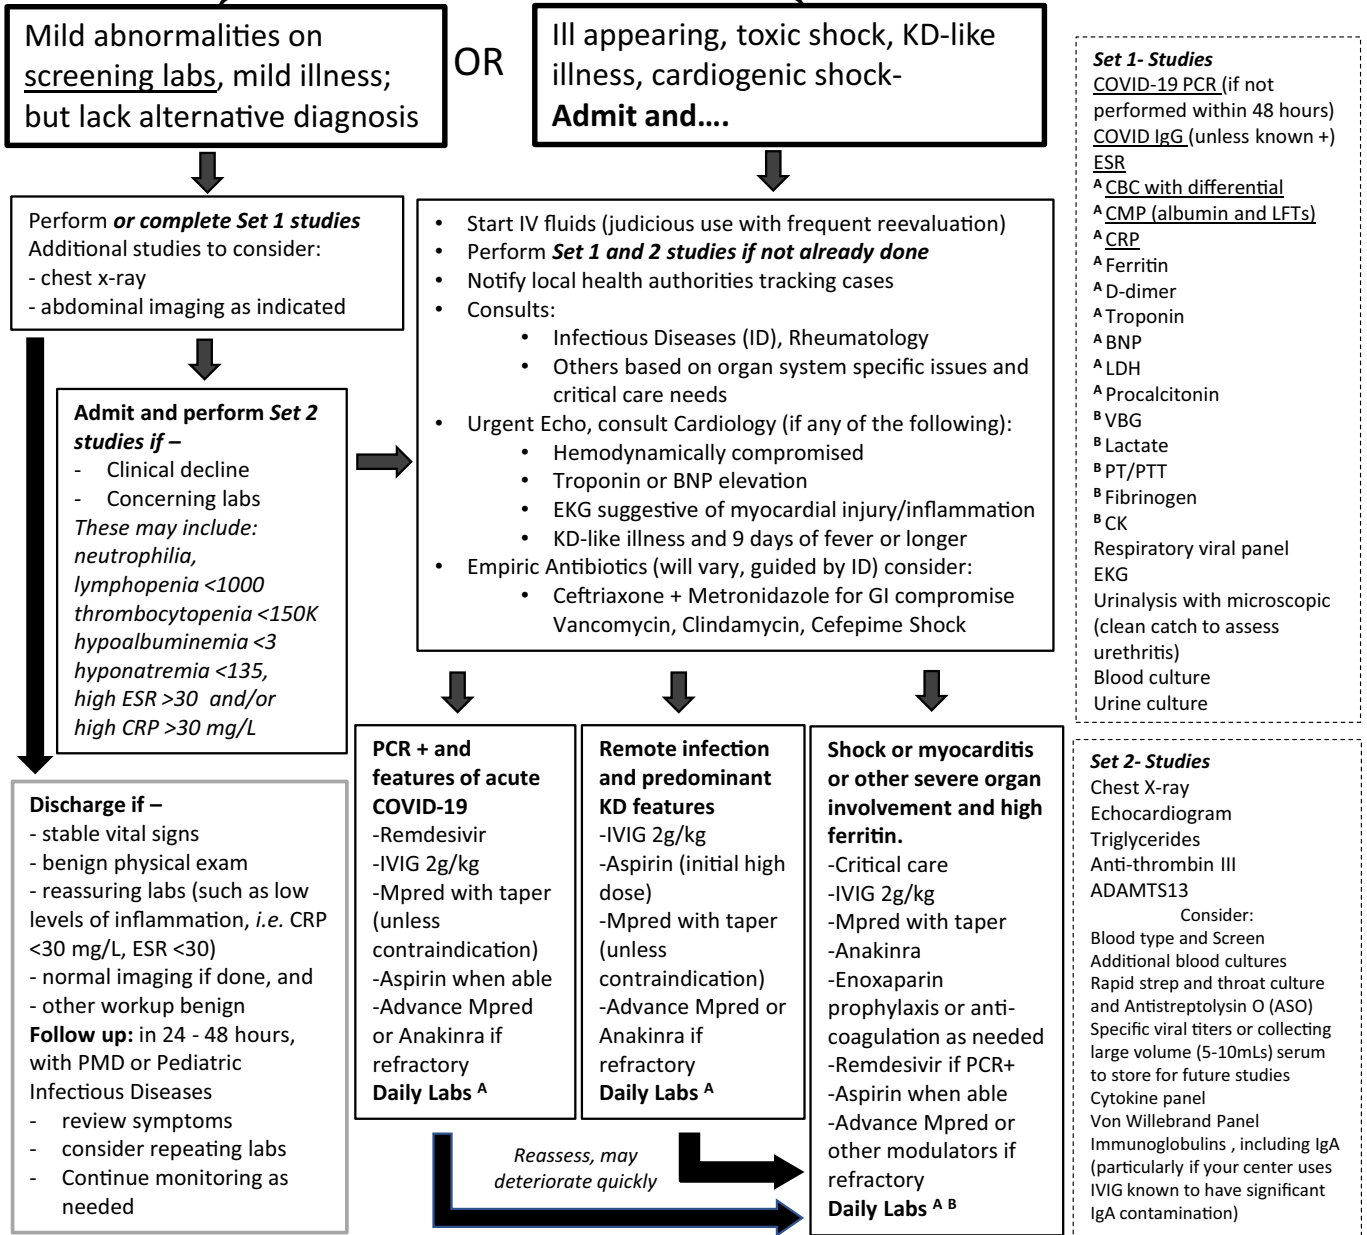 Mild abnormalities on
screening labs, mild illness;
but lack alternative diagnosis
OR
Ill appearing, toxic shock, KD-like
illness, cardiogenic shock-
Admit and....
Perform or complete Set 1 studies
Additional studies to consider:
- chest x-ray
- abdominal imaging as indicated
Admit and perform Set 2
studies if –
- Clinical decline
- Concerning labs
These may include:
neutrophilia,
lymphopenia <1000
thrombocytopenia <150K
hypoalbuminemia <3
hyponatremia <135,
high ESR >30 and/or
high CRP >30 mg/L
Discharge if –
- stable vital signs
- benign physical exam
- reassuring labs (such as low
levels of inflammation, i.e. CRP
<30 mg/L, ESR <30)
- normal imaging if done, and
- other workup benign
Follow up: in 24 - 48 hours,
with PMD or Pediatric
Infectious Diseases
- review symptoms
- consider repeating labs
- Continue monitoring as
needed
• Start IV fluids (judicious use with frequent reevaluation)
• Perform Set 1 and 2 studies if not already done
• Notify local health authorities tracking cases
• Consults:
• Infectious Diseases (ID), Rheumatology
• Others based on organ system specific issues and
critical care needs
• Urgent Echo, consult Cardiology (if any of the following):
• Hemodynamically compromised
• Troponin or BNP elevation
• EKG suggestive of myocardial injury/inflammation
• KD-like illness and 9 days of fever or longer
• Empiric Antibiotics (will vary, guided by ID) consider:
• Ceftriaxone + Metronidazole for GI compromise
Vancomycin, Clindamycin, Cefepime Shock
PCR + and
features of acute
COVID-19
-Remdesivir
-IVIG 2g/kg
-Mpred with taper
(unless
contraindication)
-Aspirin when able
-Advance Mpred
or Anakinra if
refractory
Daily Labs A
Remote infection
and predominant
KD features
-IVIG 2g/kg
-Aspirin (initial high
dose)
-Mpred with taper
(unless
contraindication)
-Advance Mpred or
Anakinra if
refractory
Daily Labs A
Shock or myocarditis
or other severe organ
involvement and high
ferritin.
-Critical care
-IVIG 2g/kg
-Mpred with taper
-Anakinra
-Enoxaparin
prophylaxis or anti-
coagulation as needed
-Remdesivir if PCR+
-Aspirin when able
-Advance Mpred or
other modulators if
refractory
Daily Labs A B
Reassess, may
deteriorate quickly
Set 1- Studies
COVID-19 PCR (if not
performed within 48 hours)
COVID IgG (unless known +)
ESR
A CBC with differential
A CMP (albumin and LFTs)
A CRP
A Ferritin
A D-dimer
A Troponin
A BNP
A LDH
A Procalcitonin
B VBG
B Lactate
B PT/PTT
B Fibrinogen
B CK
Respiratory viral panel
EKG
Urinalysis with microscopic
(clean catch to assess
urethritis)
Blood culture
Urine culture
Set 2- Studies
Chest X-ray
Echocardiogram
Triglycerides
Anti-thrombin III
ADAMTS13
Consider:
Blood type and Screen
Additional blood cultures
Rapid strep and throat culture
and Antistreptolysin O (ASO)
Specific viral titers or collecting
large volume (5-10mLs) serum
to store for future studies
Cytokine panel
Von Willebrand Panel
Immunoglobulins , including IgA
(particularly if your center uses
IVIG known to have significant
IgA contamination)